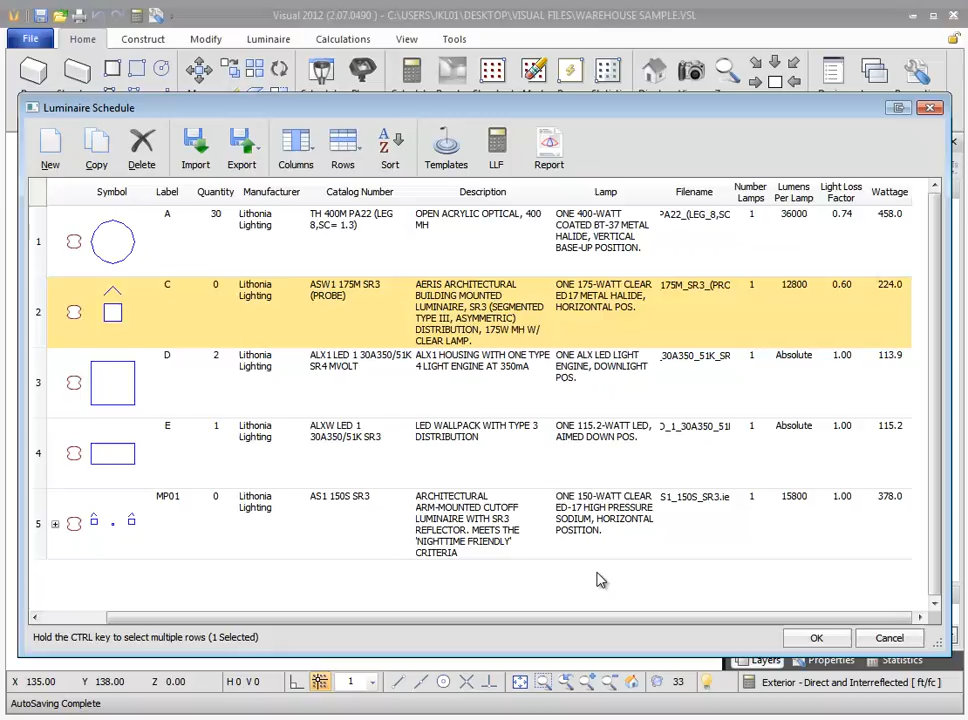 Visual 2012 (2.07.0490) - C:\USERS\JKL01\DESKTOP\VISUAL FILES\WAREHOUSE SAMPLE.VSL
File Home Construct Modify Luminaire Calculations View Tools
Luminaire Schedule
New Copy Delete Import Export Columns Rows Sort Templates LLF Report
Symbol Label Quantity Manufacturer Catalog Number Description Lamp Filename Number Lamps Lumens Per Lamp Light Loss Factor Wattage
1 A 30 Lithonia TH 400M PA22 (LEG OPEN ACRYLIC OPTICAL, 400 ONE 400-WATT PA22_(LEG_8,SC 1 36000 0.74 458.0
Lighting 8,SC= 1.3) MH COATED BT-37 METAL
HALIDE, VERTICAL
BASE-UP POSITION.
2 C 0 Lithonia ASW1 175M SR3 AERIS ARCHITECTURAL ONE 175-WATT CLEAR 175M_SR3_(PRC 1 12800 0.60 224.0
Lighting (PROBE) BUILDING MOUNTED ED17 METAL HALIDE,
LUMINAIRE, SR3 (SEGMENTED HORIZONTAL POS.
TYPE III, ASYMMETRIC)
DISTRIBUTION, 175W MH W/
CLEAR LAMP.
3 D 2 Lithonia ALX1 LED 1 30A350/51K ALX1 HOUSING WITH ONE TYPE ONE ALX LED LIGHT _30A350_51K_SR 1 Absolute 1.00 113.9
Lighting SR4 MVOLT 4 LIGHT ENGINE AT 350mA ENGINE, DOWNLIGHT
POS.
4 E 1 Lithonia ALXW LED 1 LED WALLPACK WITH TYPE 3 ONE 115.2-WATT LED, D_1_30A350_51 1 Absolute 1.00 115.2
Lighting 30A350/51K SR3 DISTRIBUTION AIMED DOWN POS.
5 MP01 0 Lithonia AS1 150S SR3 ARCHITECTURAL ONE 150-WATT CLEAR S1_150S_SR3.ie 1 15800 1.00 378.0
Lighting ARM-MOUNTED CUTOFF ED-17 HIGH PRESSURE
LUMINAIRE WITH SR3 SODIUM, HORIZONTAL
REFLECTOR. MEETS THE POSITION.
'NIGHTTIME FRIENDLY'
CRITERIA
Hold the CTRL key to select multiple rows (1 Selected) OK Cancel
Layers Properties Statistics
X 135.00 Y 138.00 Z 0.00 H 0 V 0 1 33 Exterior - Direct and Interreflected [ ft/fc ]
AutoSaving Complete